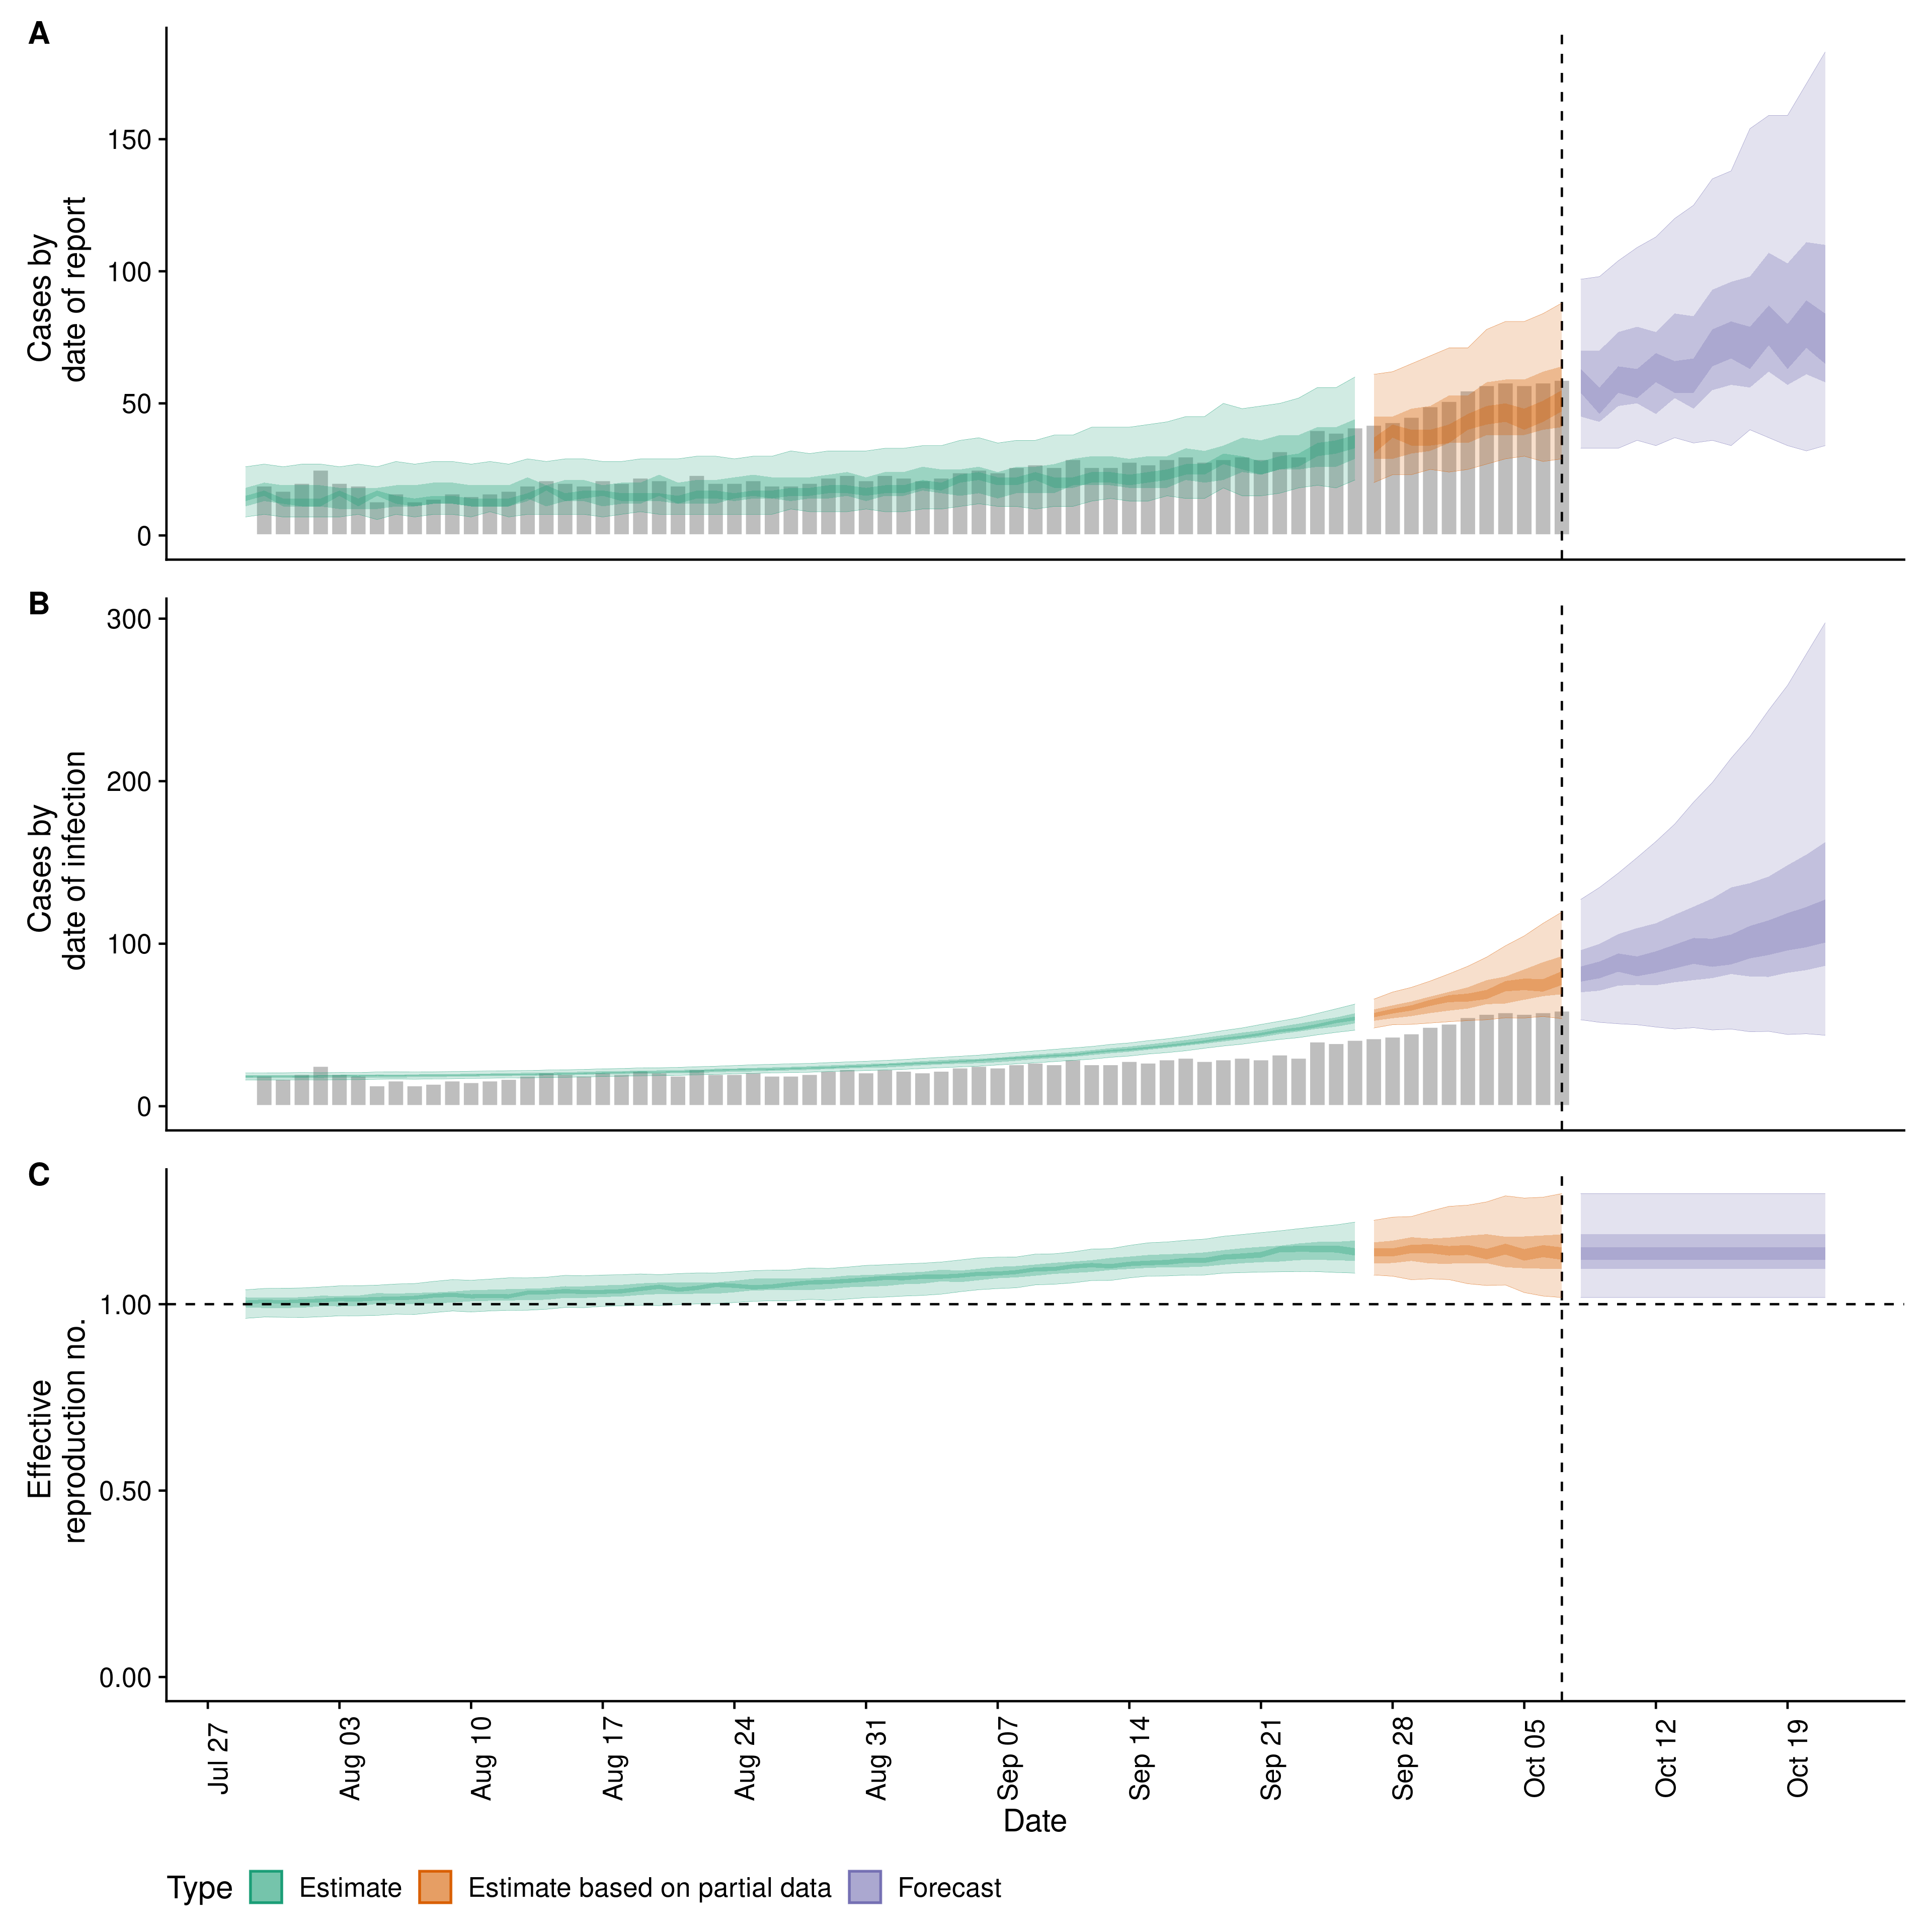 A
Cases by
date of report
150
100
50
0
B
Cases by
date of infection
300
200
100
0
C
Effective
reproduction no.
1.00
0.50
0.00
Jul 27
Aug 03
Aug 10
Aug 17
Aug 24
Aug 31
Sep 07
Sep 14
Sep 21
Sep 28
Oct 05
Oct 12
Oct 19
Date
Type Estimate Estimate based on partial data Forecast